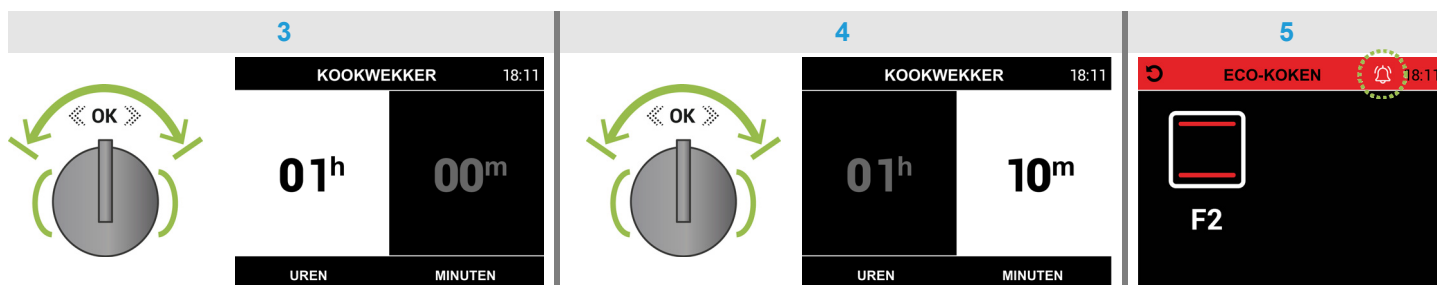 3
OK
KOOKWEKKER 18:11
01h 00m
UREN MINUTEN
4
OK
KOOKWEKKER 18:11
01h 10m
UREN MINUTEN
5
ECO-KOKEN 18:11
F2